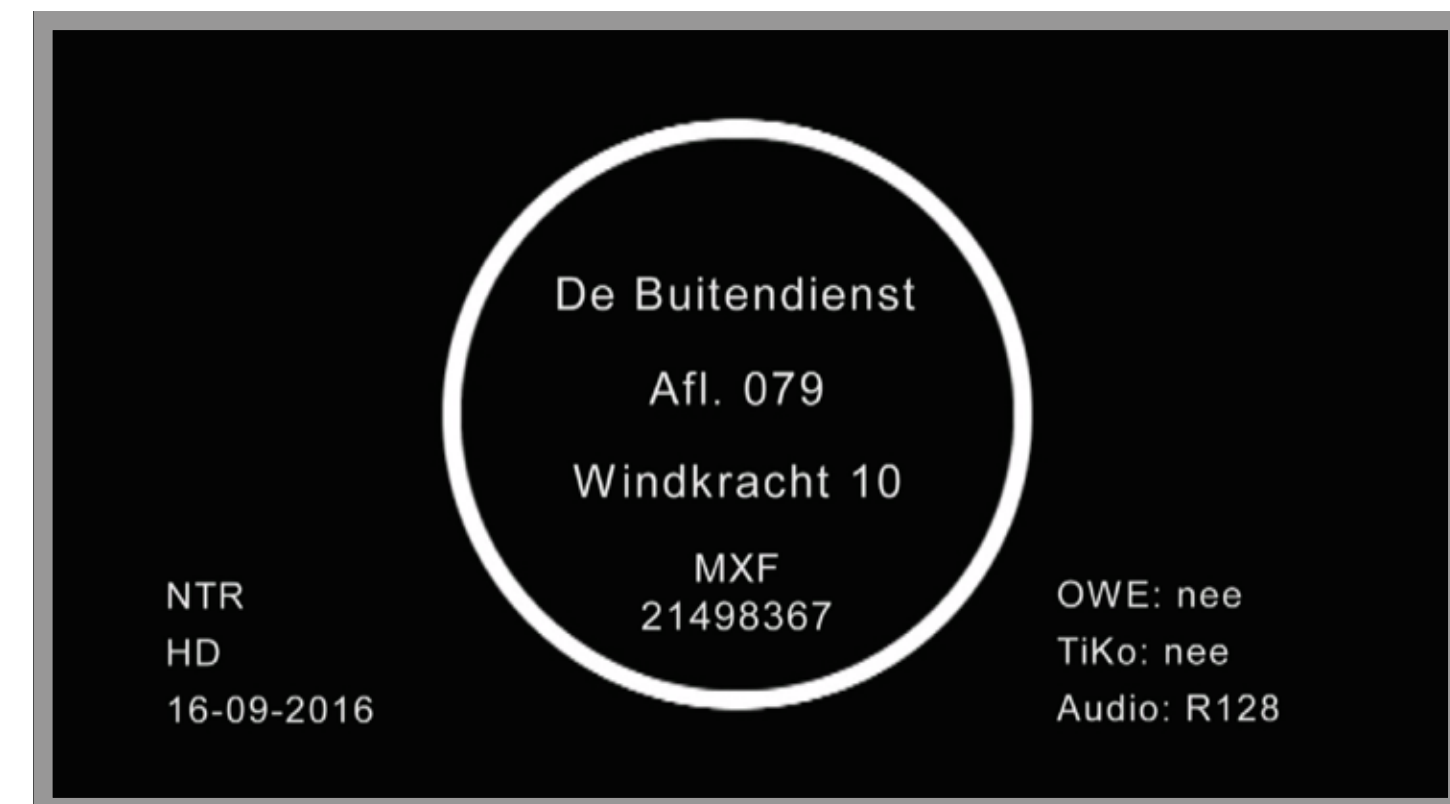 De Buitendienst
Afl. 079
Windkracht 10
MXF
21498367
NTR
HD
16-09-2016
OWE: nee
TiKo: nee
Audio: R128